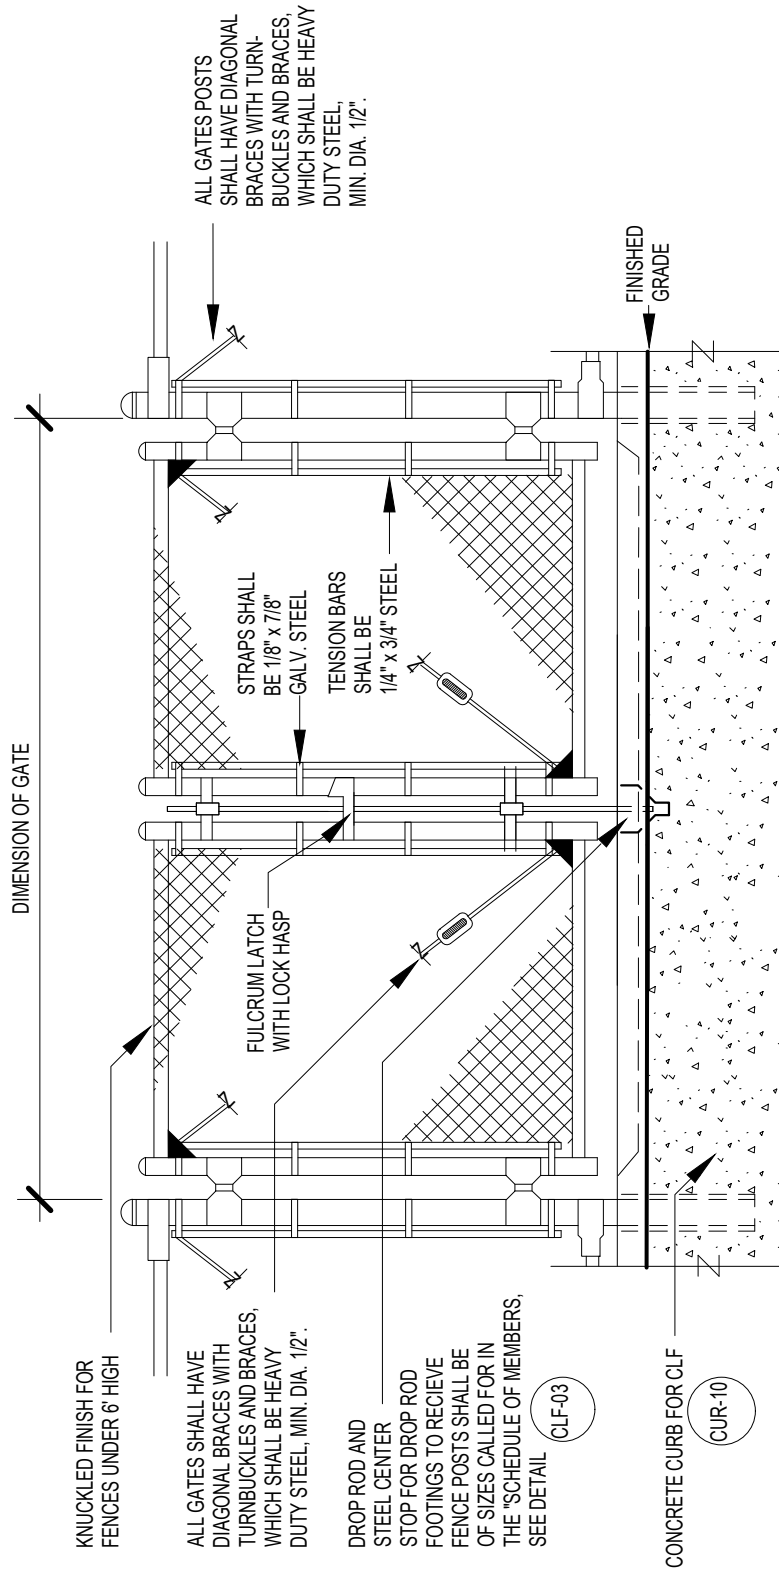 DIMENSION OF GATE
KNUCKLED FINISH FOR
FENCES UNDER 6' HIGH
ALL GATES SHALL HAVE
DIAGONAL BRACES WITH
TURNBUCKLES AND BRACES,
WHICH SHALL BE HEAVY
DUTY STEEL, MIN. DIA. 1/2".
DROP ROD AND
STEEL CENTER
STOP FOR DROP ROD
FOOTINGS TO RECIEVE
FENCE POSTS SHALL BE
OF SIZES CALLED FOR IN
THE "SCHEDULE OF MEMBERS,
SEE DETAIL
CLF-03
CONCRETE CURB FOR CLF
CUR-10
FULCRUM LATCH
WITH LOCK HASP
STRAPS SHALL
BE 1/8" x 7/8"
GALV. STEEL
TENSION BARS
SHALL BE
1/4" x 3/4" STEEL
ALL GATES POSTS
SHALL HAVE DIAGONAL
BRACES WITH TURN-
BUCKLES AND BRACES,
WHICH SHALL BE HEAVY
DUTY STEEL,
MIN. DIA. 1/2".
FINISHED
GRADE